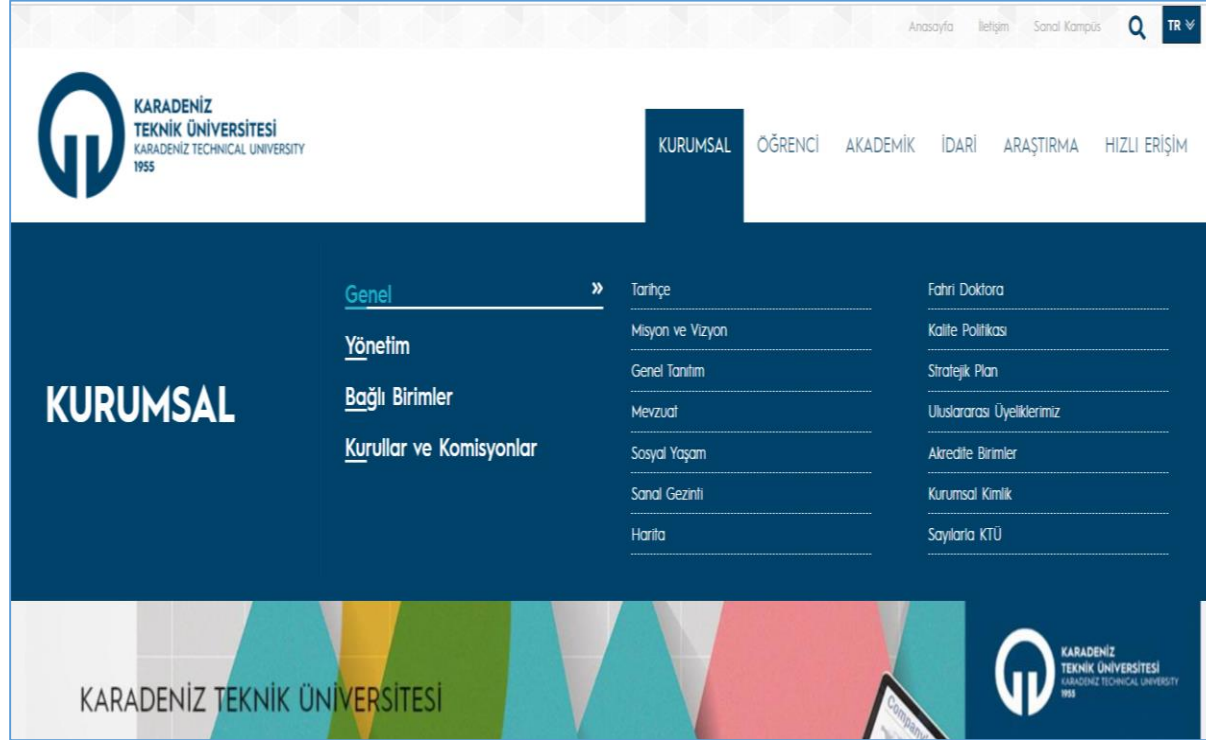 Anasayfa İletişim Sanal Kampüs TR
KARADENİZ
TEKNİK ÜNİVERSİTESİ
KARADENİZ TECHNICAL UNIVERSITY
1955
KURUMSAL ÖĞRENCİ AKADEMİK İDARİ ARAŞTIRMA HIZLI ERİŞİM
KURUMSAL
Genel »
Yönetim
Bağlı Birimler
Kurullar ve Komisyonlar
Tarihçe
Misyon ve Vizyon
Genel Tanıtım
Mevzuat
Sosyal Yaşam
Sanal Gezinti
Harita
Fahri Doktora
Kalite Politikası
Stratejik Plan
Uluslararası Üyeliklerimiz
Akredite Birimler
Kurumsal Kimlik
Sayılarla KTÜ
KARADENİZ TEKNİK ÜNİVERSİTESİ
Company
KARADENİZ
TEKNİK ÜNİVERSİTESİ
KARADENİZ TECHNICAL UNIVERSITY
1955